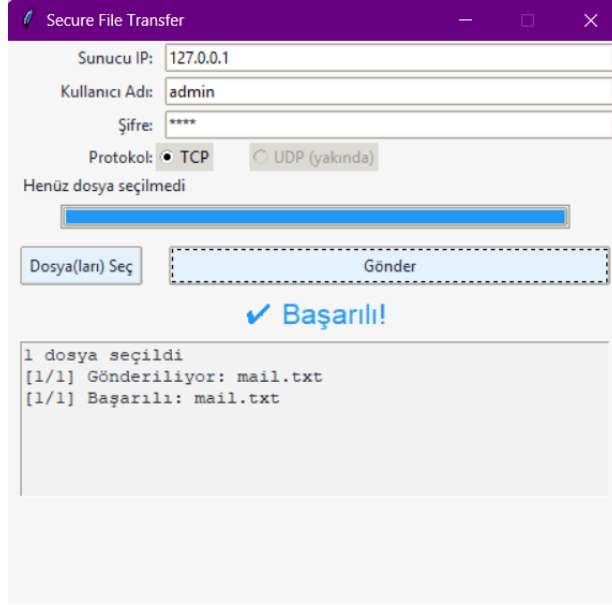 Secure File Transfer
Sunucu IP: 127.0.0.1
Kullanıcı Adı: admin
Şifre: ****
Protokol: TCP UDP (yakında)
Henüz dosya seçilmedi
Dosya(ları) Seç Gönder
✔ Başarılı!
1 dosya seçildi
[1/1] Gönderiliyor: mail.txt
[1/1] Başarılı: mail.txt